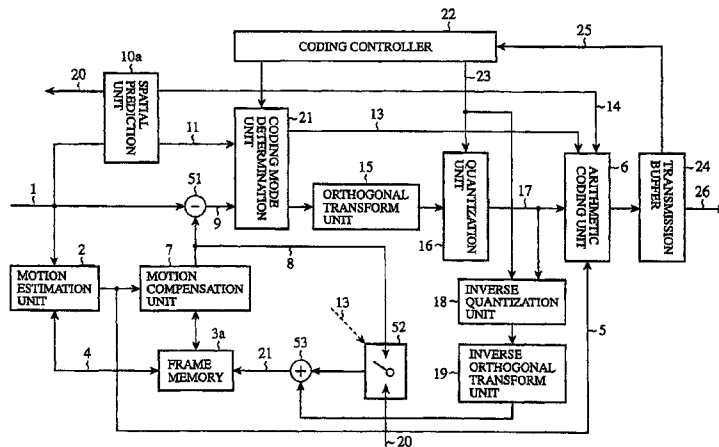 22
CODING CONTROLLER
25
23
10a
20
SPATIAL
PREDICTION
UNIT
14
11
21
13
CODING MODE
DETERMINATION
UNIT
6
24
15
1
51
9
ORTHOGONAL
TRANSFORM
UNIT
QUANTIZATION
UNIT
16
17
ARITHMETIC
CODING UNIT
TRANSMISSION
BUFFER
26
2
7
8
MOTION
ESTIMATION
UNIT
MOTION
COMPENSATION
UNIT
18
INVERSE
QUANTIZATION
UNIT
13
52
5
3a
53
4
FRAME
MEMORY
21
19
INVERSE
ORTHOGONAL
TRANSFORM
UNIT
20